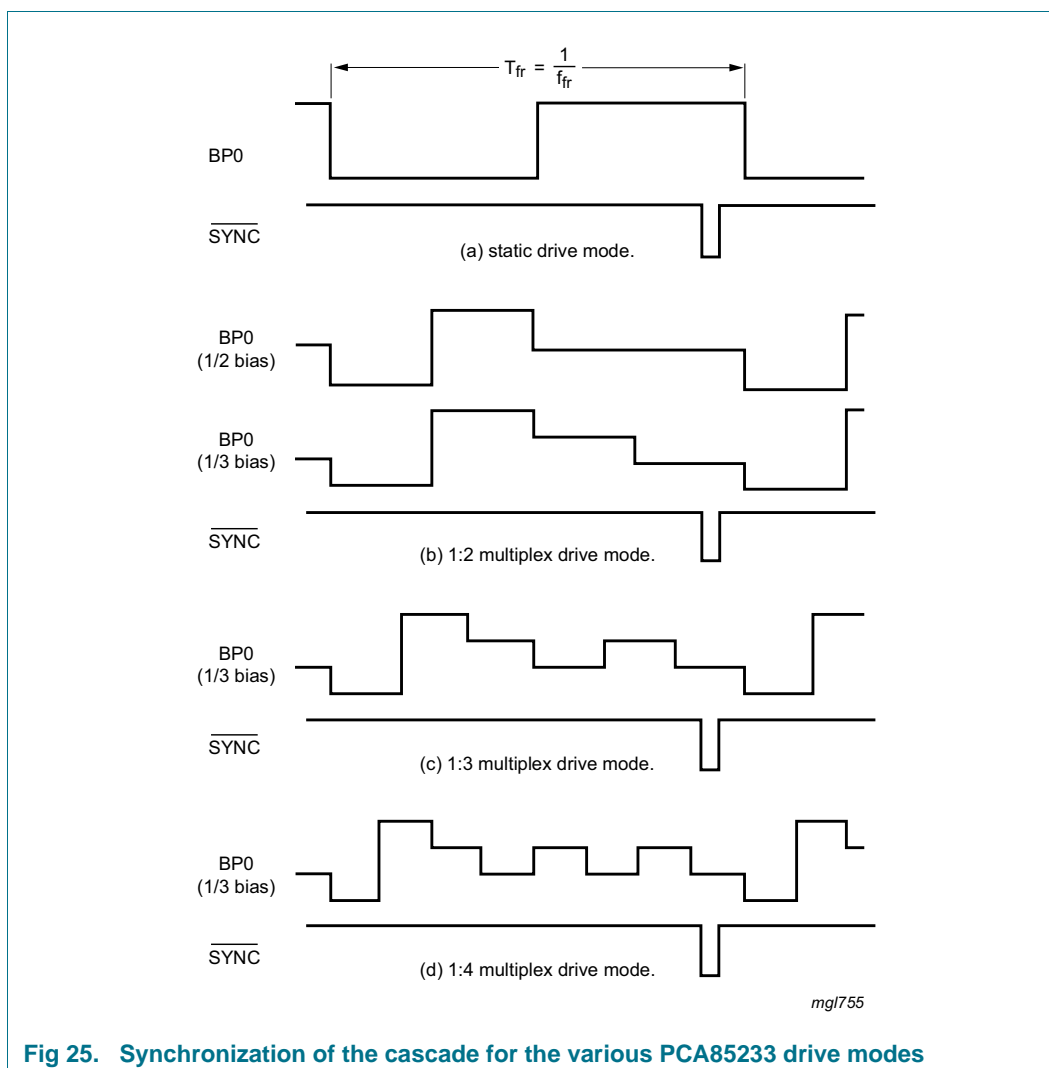 T_fr = 1/f_fr
BP0
SYNC
(a) static drive mode.
BP0
(1/2 bias)
BP0
(1/3 bias)
SYNC
(b) 1:2 multiplex drive mode.
BP0
(1/3 bias)
SYNC
(c) 1:3 multiplex drive mode.
BP0
(1/3 bias)
SYNC
(d) 1:4 multiplex drive mode.
mgl755
Fig 25. Synchronization of the cascade for the various PCA85233 drive modes